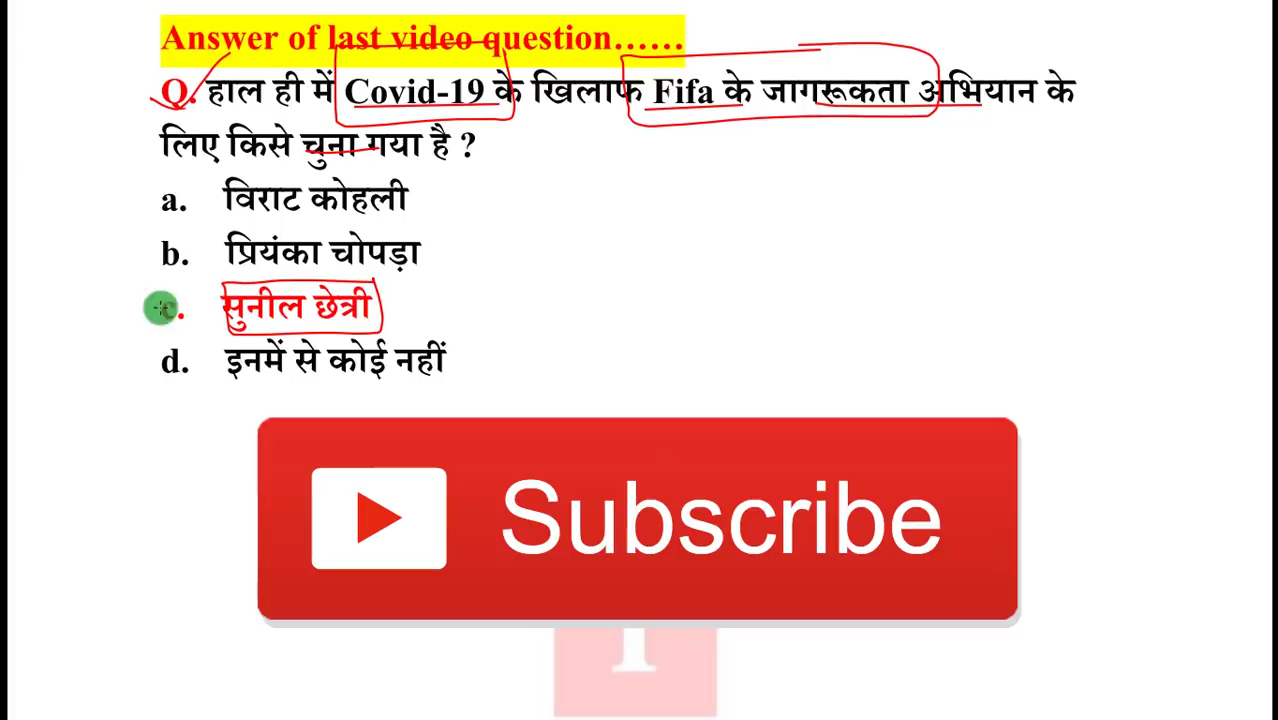 Answer of last video question......
Q. हाल ही में Covid-19 के खिलाफ Fifa के जागरूकता अभियान के
लिए किसे चुना गया है ?
a. विराट कोहली
b. प्रियंका चोपड़ा
c. सुनील छेत्री
d. इनमें से कोई नहीं
Subscribe